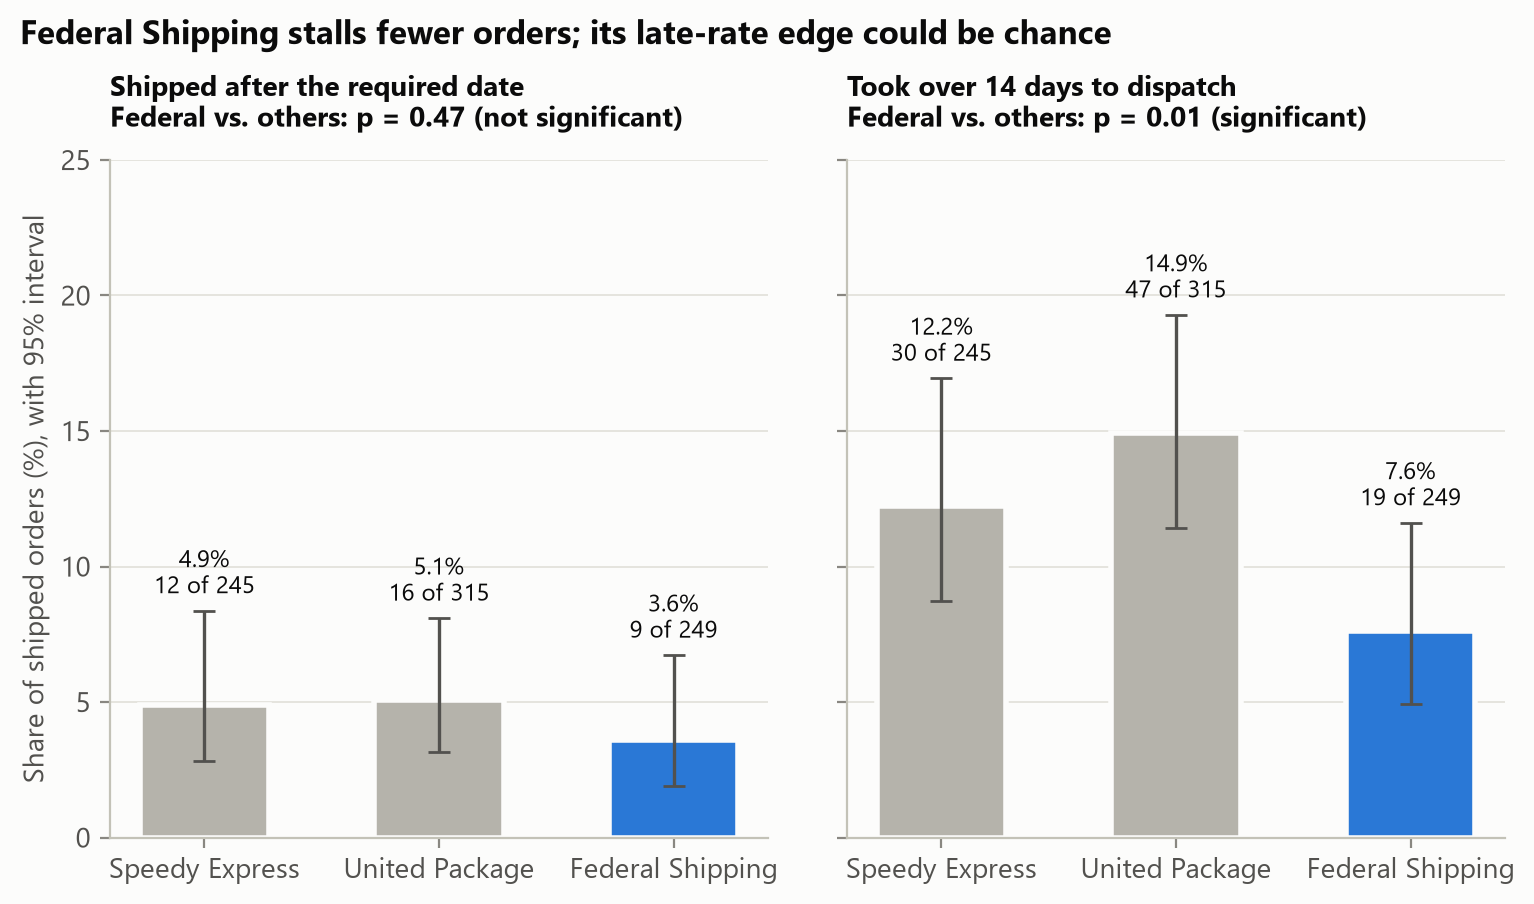 Federal Shipping stalls fewer orders; its late-rate edge could be chance
Shipped after the required date
Federal vs. others: p = 0.47 (not significant)
Share of shipped orders (%), with 95% interval
25
20
15
10
5
0
4.9%
12 of 245
5.1%
16 of 315
3.6%
9 of 249
Speedy Express
United Package
Federal Shipping
Took over 14 days to dispatch
Federal vs. others: p = 0.01 (significant)
12.2%
30 of 245
14.9%
47 of 315
7.6%
19 of 249
Speedy Express
United Package
Federal Shipping